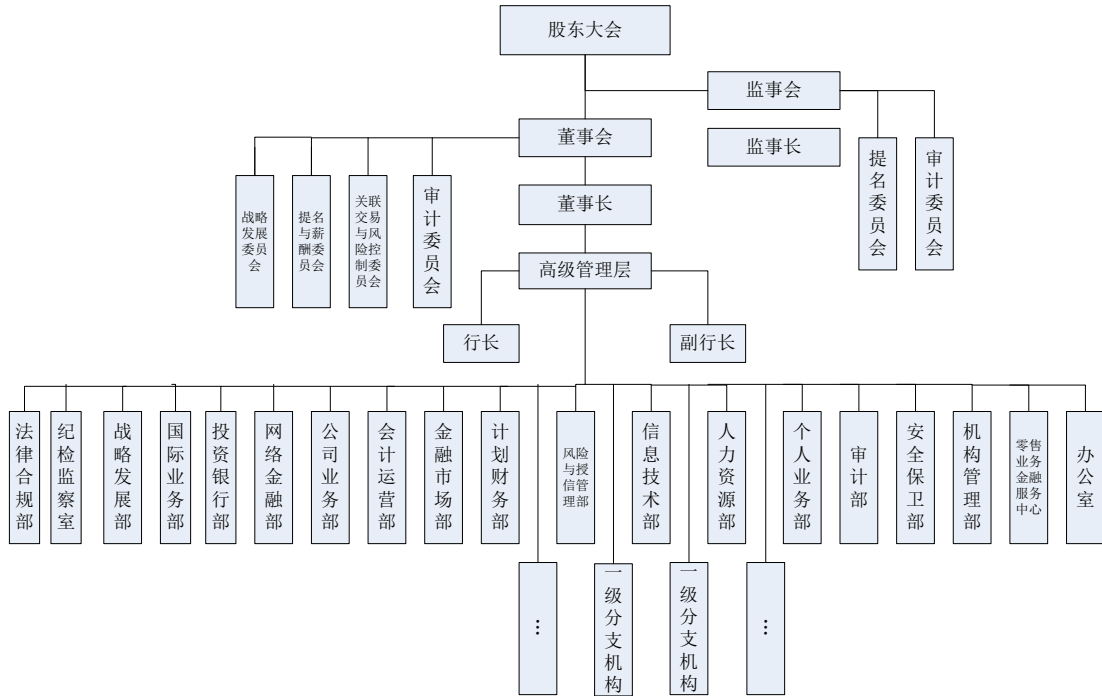 股东大会
监事会
监事长
提名委员会
审计委员会
董事会
战略发展委员会
提名与薪酬委员会
关联交易与风险控制委员会
审计委员会
董事长
高级管理层
行长
副行长
法律合规部
纪检监察室
战略发展部
国际业务部
投资银行部
网络金融部
公司业务部
会计运营部
金融市场部
计划财务部
风险与授信管理部
信息技术部
人力资源部
个人业务部
审计部
安全保卫部
机构管理部
零售业务金融服务中心
办公室
…
一级分支机构
一级分支机构
…